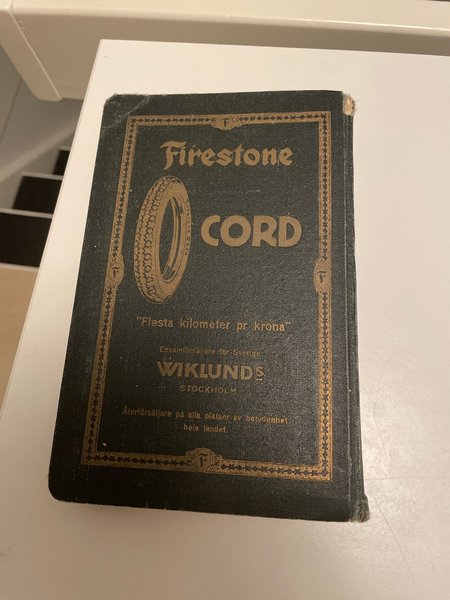 F
Firestone
CORD
F
F
"Flesta kilometer pr krona"
Ensamförsäljare för Sverige
WIKLUNDS
STOCKHOLM
Återförsäljare på alla platser av betydenhet
hela landet.
F